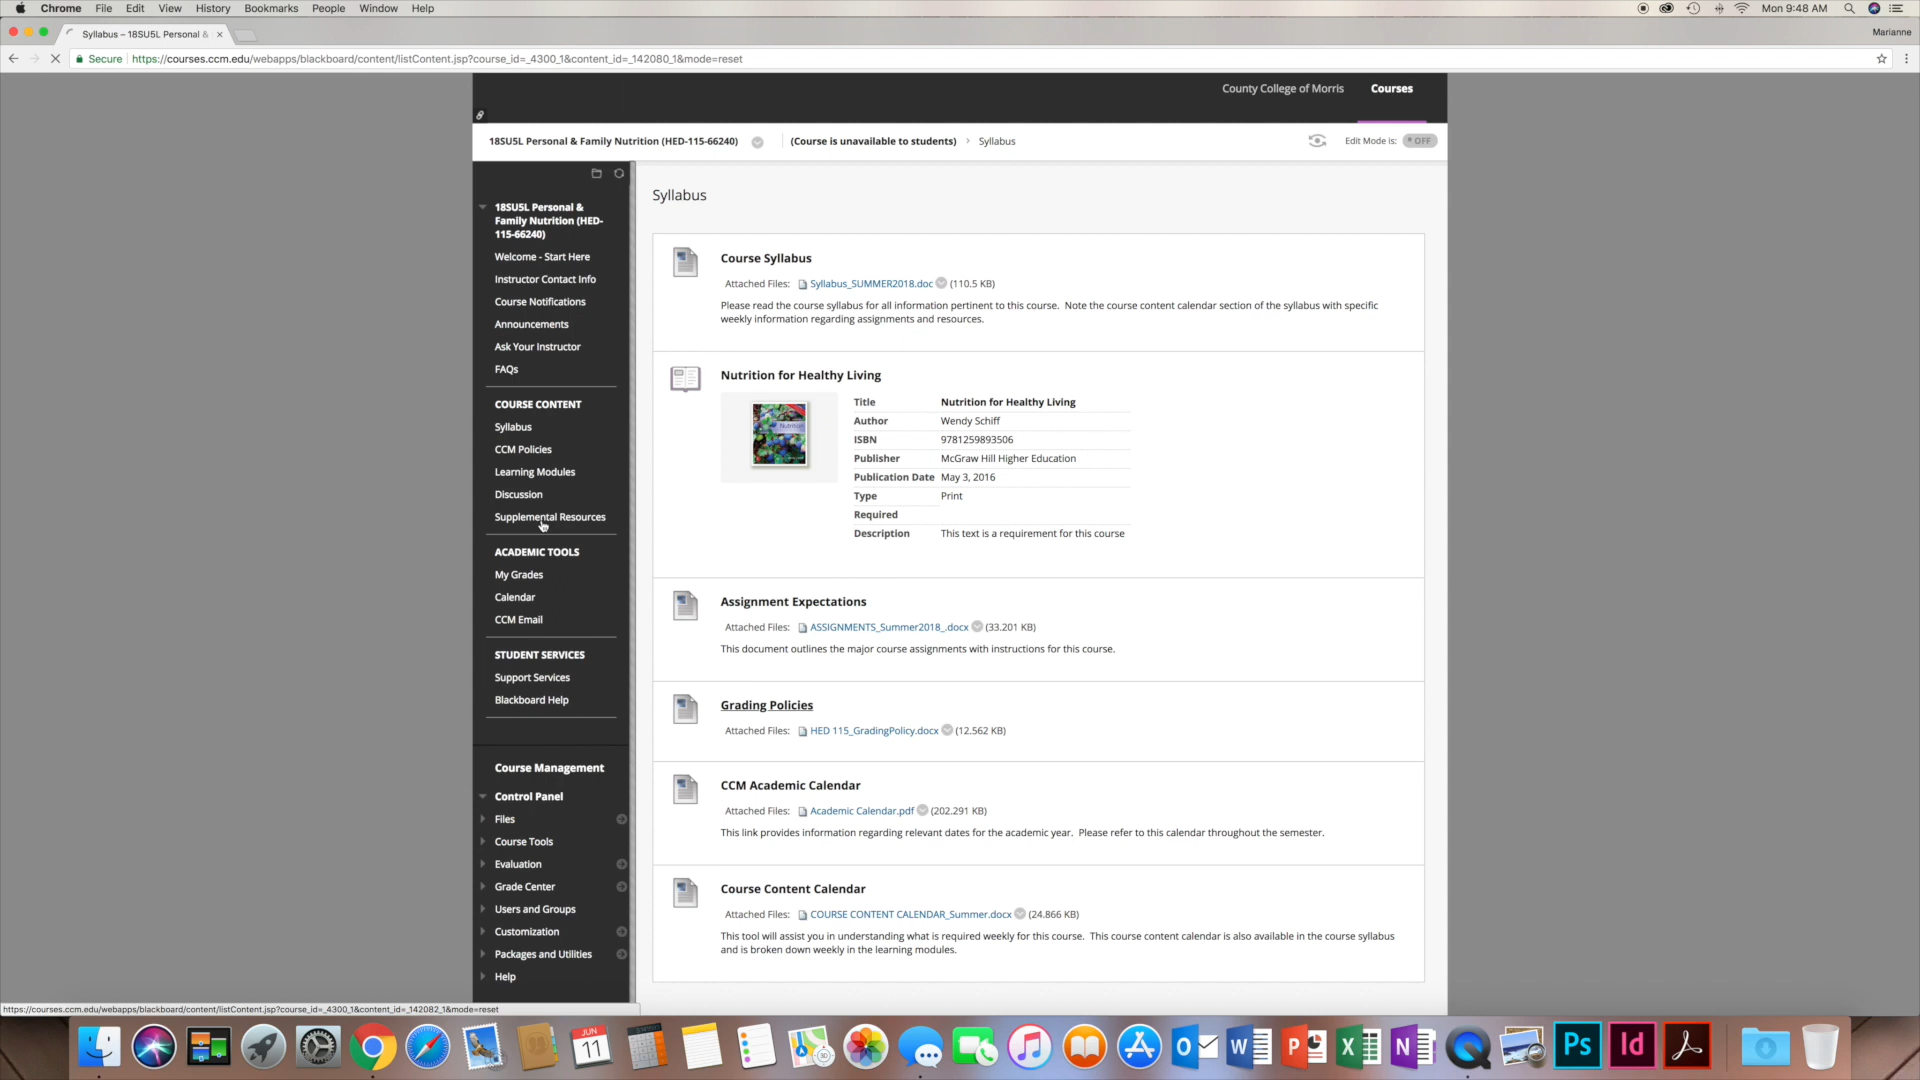 Chrome File Edit View History Bookmarks People Window Help Mon 9:48 AM
Syllabus – 18SU5L Personal & Marianne
Secure https://courses.ccm.edu/webapps/blackboard/content/listContent.jsp?course_id=_4300_1&content_id=_142080_1&mode=reset
County College of Morris Courses
18SU5L Personal & Family Nutrition (HED-115-66240) (Course is unavailable to students) > Syllabus Edit Mode is: OFF
18SU5L Personal &
Family Nutrition (HED-
115-66240)
Welcome - Start Here
Instructor Contact Info
Course Notifications
Announcements
Ask Your Instructor
FAQs
COURSE CONTENT
Syllabus
CCM Policies
Learning Modules
Discussion
Supplemental Resources
ACADEMIC TOOLS
My Grades
Calendar
CCM Email
STUDENT SERVICES
Support Services
Blackboard Help
Course Management
Control Panel
Files
Course Tools
Evaluation
Grade Center
Users and Groups
Customization
Packages and Utilities
Help
Syllabus
Course Syllabus
Attached Files: Syllabus_SUMMER2018.doc (110.5 KB)
Please read the course syllabus for all information pertinent to this course. Note the course content calendar section of the syllabus with specific
weekly information regarding assignments and resources.
Nutrition for Healthy Living
Nutrition
Title Nutrition for Healthy Living
Author Wendy Schiff
ISBN 9781259893506
Publisher McGraw Hill Higher Education
Publication Date May 3, 2016
Type Print
Required
Description This text is a requirement for this course
Assignment Expectations
Attached Files: ASSIGNMENTS_Summer2018_.docx (33.201 KB)
This document outlines the major course assignments with instructions for this course.
Grading Policies
Attached Files: HED 115_GradingPolicy.docx (12.562 KB)
CCM Academic Calendar
Attached Files: Academic Calendar.pdf (202.291 KB)
This link provides information regarding relevant dates for the academic year. Please refer to this calendar throughout the semester.
Course Content Calendar
Attached Files: COURSE CONTENT CALENDAR_Summer.docx (24.866 KB)
This tool will assist you in understanding what is required weekly for this course. This course content calendar is also available in the course syllabus
and is broken down weekly in the learning modules.
https://courses.ccm.edu/webapps/blackboard/content/listContent.jsp?course_id=_4300_1&content_id=_142082_1&mode=reset
JUN
11
O W P X N Ps Id